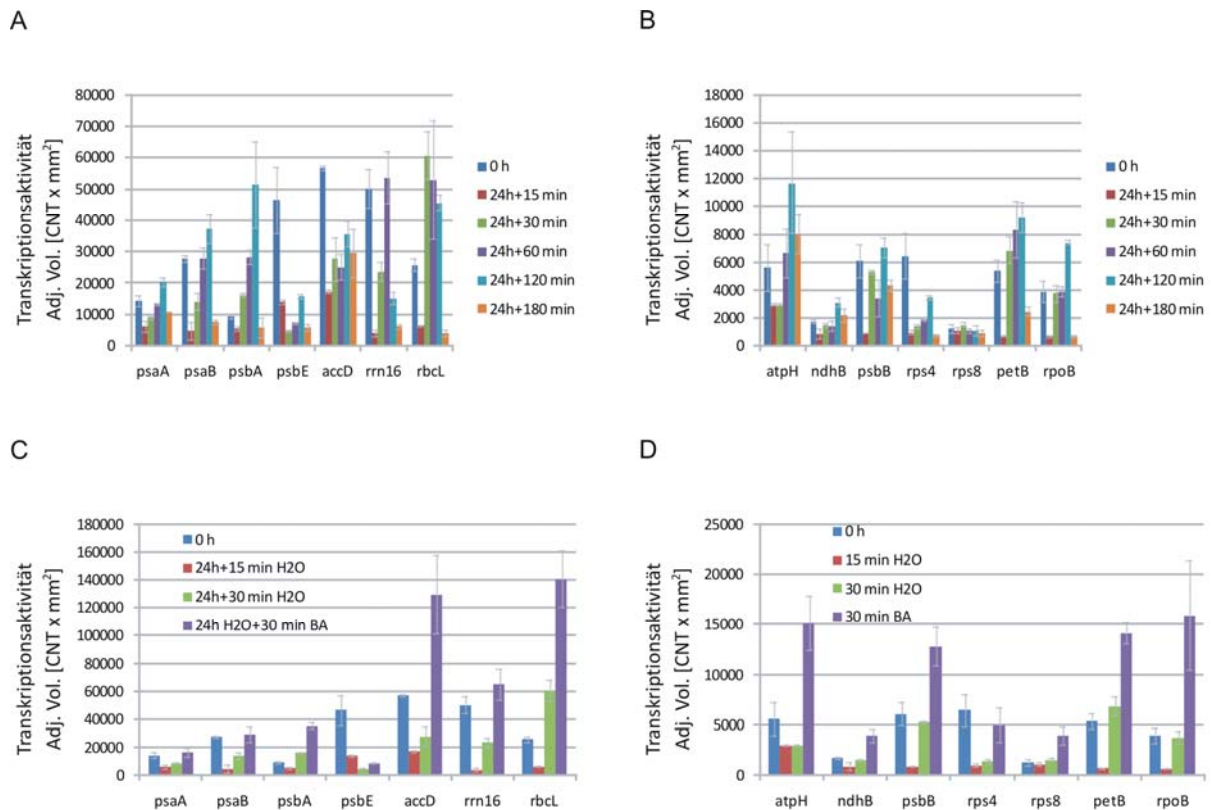 A
Transkriptionsaktivität
Adj. Vol. [CNT x mm²]
80000
70000
60000
50000
40000
30000
20000
10000
0
psaA psaB psbA psbE accD rrn16 rbcL
0 h
24h+15 min
24h+30 min
24h+60 min
24h+120 min
24h+180 min
B
Transkriptionsaktivität
Adj. Vol. [CNT x mm²]
18000
16000
14000
12000
10000
8000
6000
4000
2000
0
atpH ndhB psbB rps4 rps8 petB rpoB
0 h
24h+15 min
24h+30 min
24h+60 min
24h+120 min
24h+180 min
C
Transkriptionsaktivität
Adj. Vol. [CNT x mm²]
180000
160000
140000
120000
100000
80000
60000
40000
20000
0
0 h
24h+15 min H2O
24h+30 min H2O
24h H2O+30 min BA
psaA psaB psbA psbE accD rrn16 rbcL
D
Transkriptionsaktivität
Adj. Vol. [CNT x mm²]
25000
20000
15000
10000
5000
0
0 h
15 min H2O
30 min H2O
30 min BA
atpH ndhB psbB rps4 rps8 petB rpoB